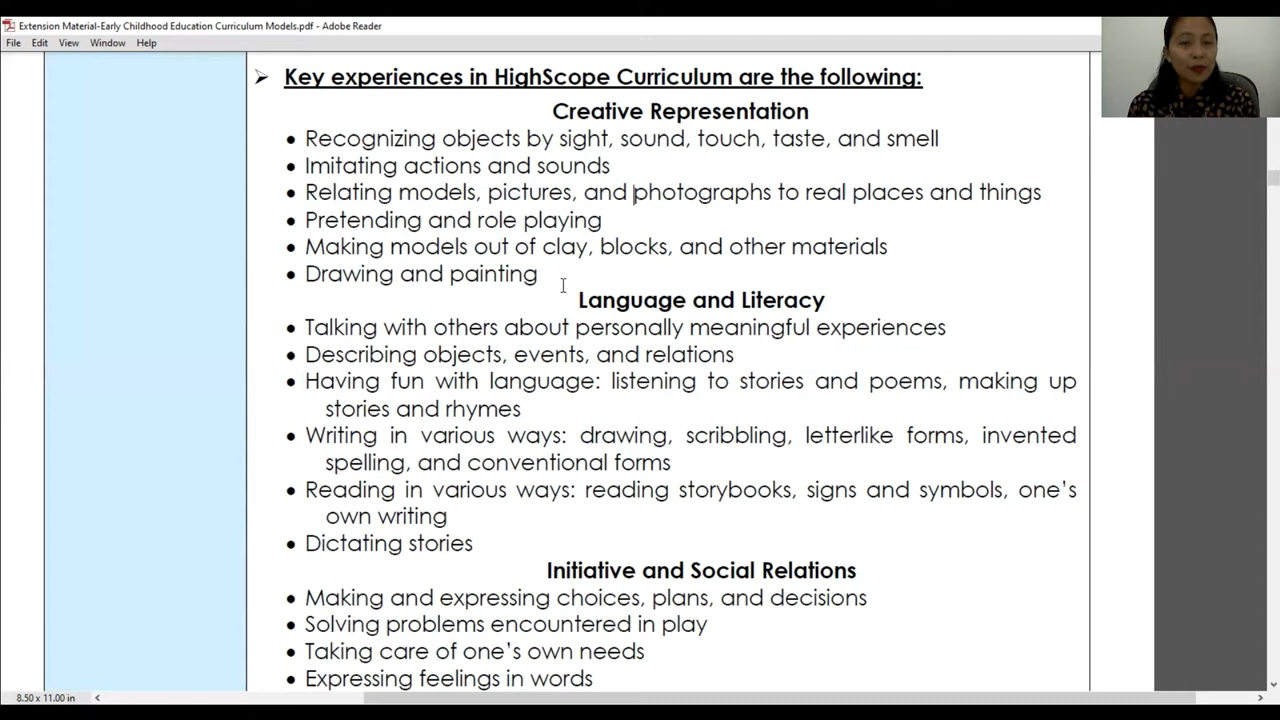 Extension Material-Early Childhood Education Curriculum Models.pdf - Adobe Reader
File Edit View Window Help
➢ Key experiences in HighScope Curriculum are the following:
Creative Representation
• Recognizing objects by sight, sound, touch, taste, and smell
• Imitating actions and sounds
• Relating models, pictures, and photographs to real places and things
• Pretending and role playing
• Making models out of clay, blocks, and other materials
• Drawing and painting
Language and Literacy
• Talking with others about personally meaningful experiences
• Describing objects, events, and relations
• Having fun with language: listening to stories and poems, making up
stories and rhymes
• Writing in various ways: drawing, scribbling, letterlike forms, invented
spelling, and conventional forms
• Reading in various ways: reading storybooks, signs and symbols, one's
own writing
• Dictating stories
Initiative and Social Relations
• Making and expressing choices, plans, and decisions
• Solving problems encountered in play
• Taking care of one's own needs
• Expressing feelings in words
8.50 x 11.00 in